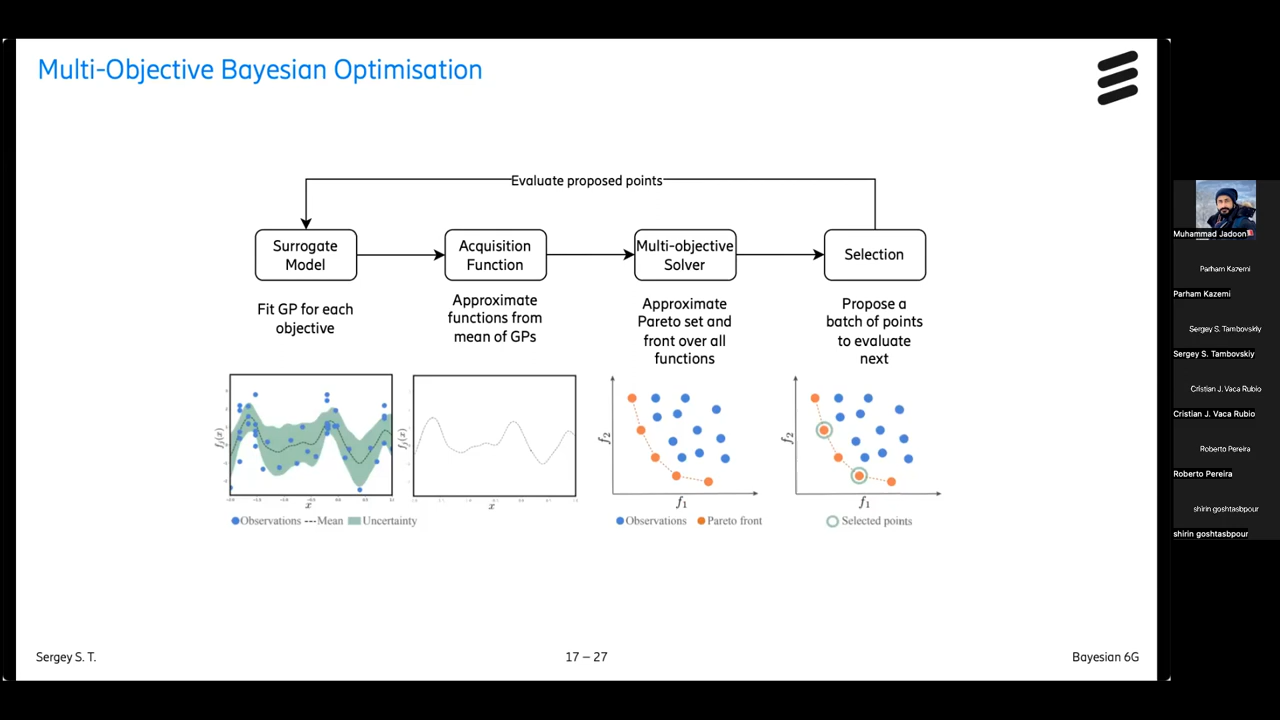 Multi-Objective Bayesian Optimisation
Evaluate proposed points
Surrogate
Model
Acquisition
Function
Multi-objective
Solver
Selection
Fit GP for each
objective
Approximate
functions from
mean of GPs
Approximate
Pareto set and
front over all
functions
Propose a
batch of points
to evaluate
next
f₁(x)
x
Observations
Mean
Uncertainty
f₁(x)
x
f₂
f₁
Observations
Pareto front
f₂
f₁
Selected points
Sergey S. T.
17 – 27
Bayesian 6G
Muhammad Jadoon
Parham Kazemi
Parham Kazemi
Sergey S. Tambovskiy
Sergey S. Tambovskiy
Cristian J. Vaca Rubio
Cristian J. Vaca Rubio
Roberto Pereira
Roberto Pereira
shirin goshtasbpour
shirin goshtasbpour